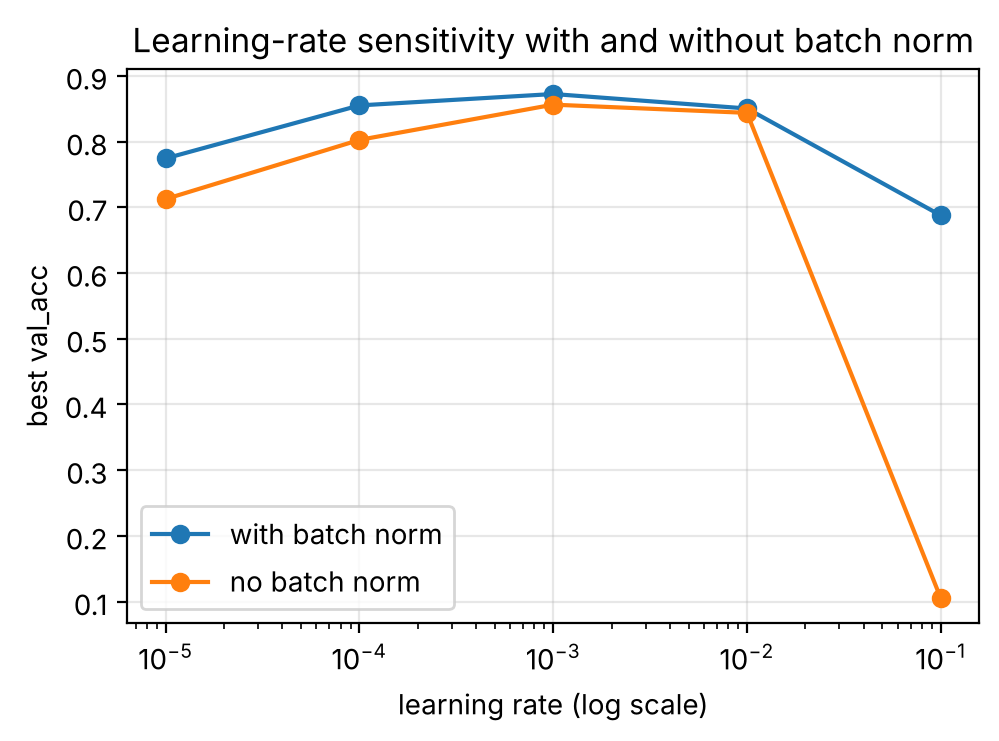 Learning-rate sensitivity with and without batch norm
best val_acc
0.9
0.8
0.7
0.6
0.5
0.4
0.3
0.2
0.1
with batch norm
no batch norm
10⁻⁵ 10⁻⁴ 10⁻³ 10⁻² 10⁻¹
learning rate (log scale)